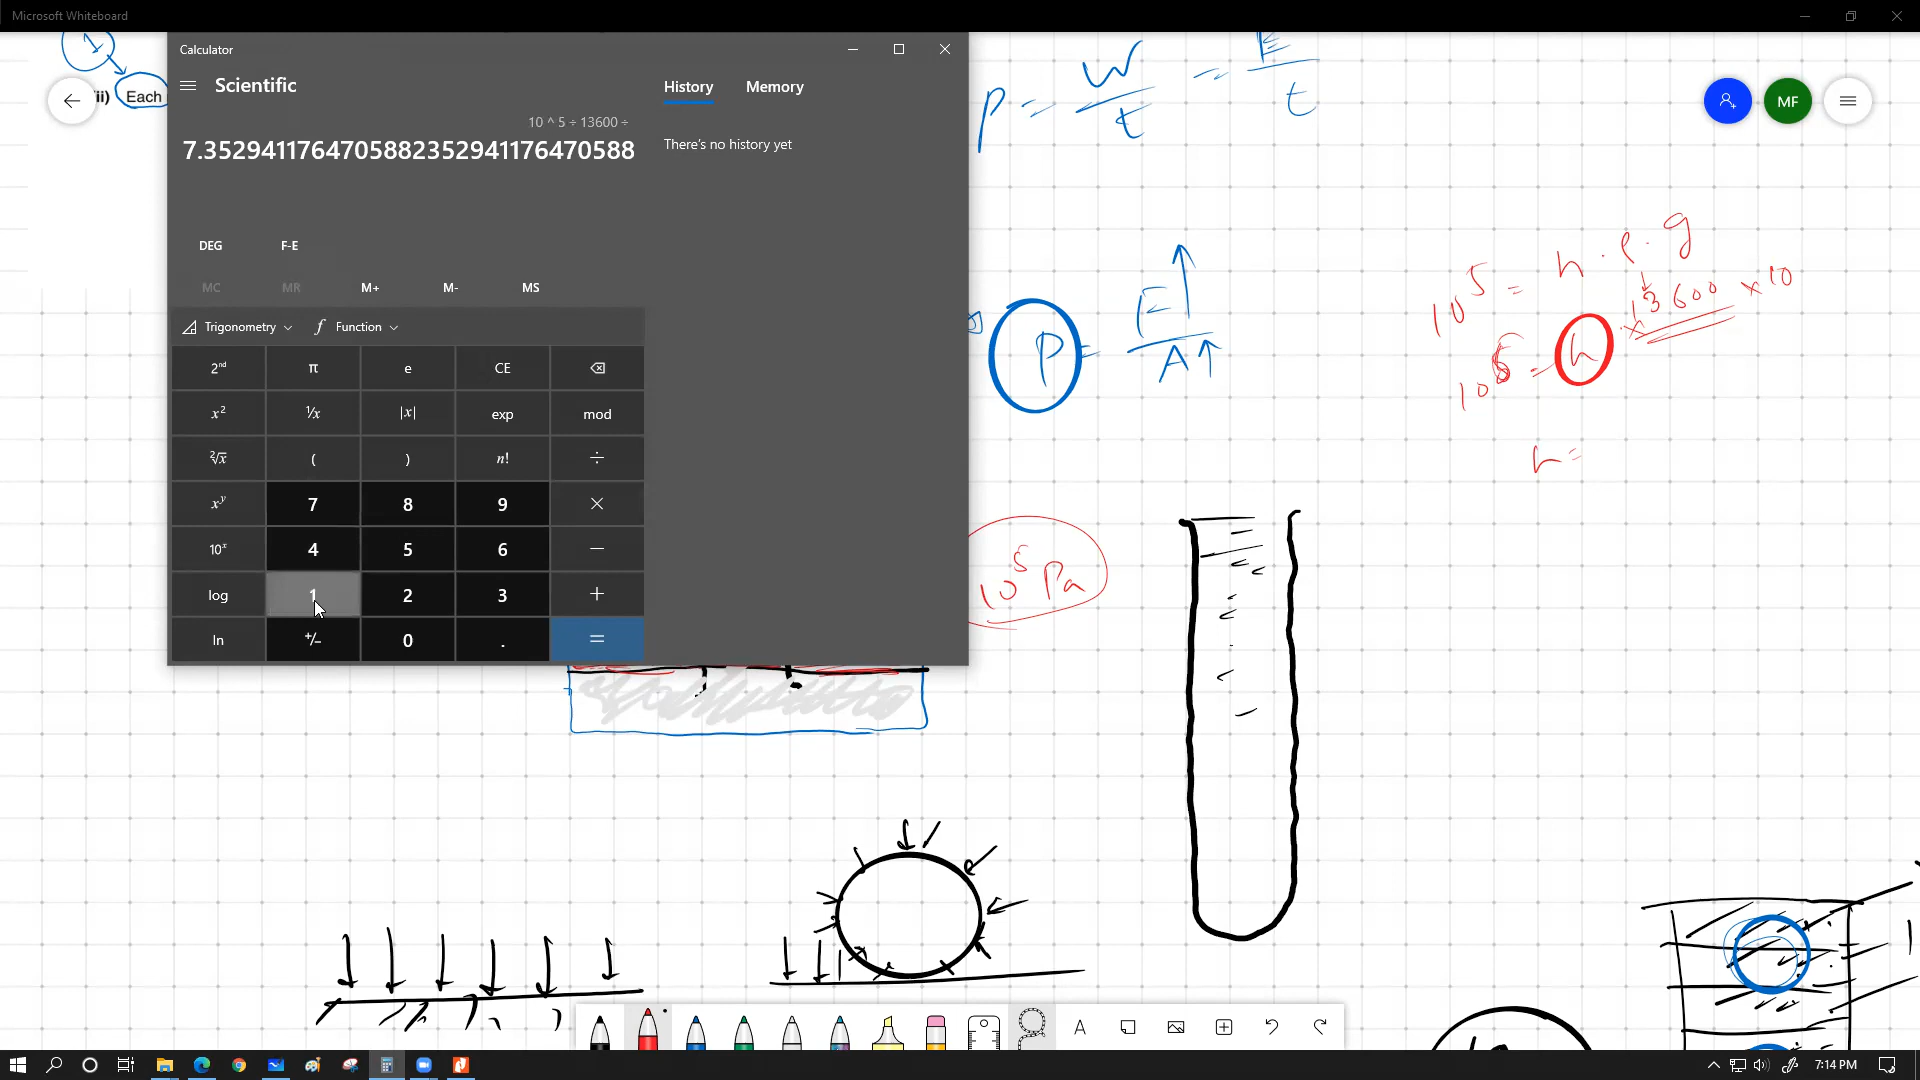 Microsoft Whiteboard
ii) Each
Calculator
Scientific
History Memory
10 ^ 5 ÷ 13600 ÷
7.3529411764705882352941176470588
There's no history yet
DEG F-E
MC MR M+ M- MS
Trigonometry f Function
2nd π e CE
x² ¹/x |x| exp mod
²√x ( ) n! ÷
xʸ 7 8 9 ×
10ˣ 4 5 6 −
log 1 2 3 +
ln +/− 0 . =
P = W/t = E/t
MF
P = F/A
10⁵ = h . ρ . g
10⁵ = h × 13600 × 10
h =
10⁵ Pa
A
7:14 PM